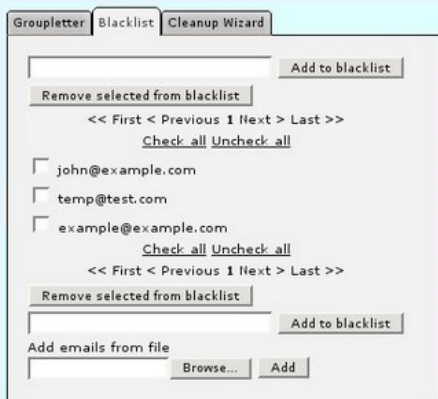 Groupletter Blacklist Cleanup Wizard
Add to blacklist
Remove selected from blacklist
<< First < Previous 1 Next > Last >>
Check all Uncheck all
john@example.com
temp@test.com
example@example.com
Check all Uncheck all
<< First < Previous 1 Next > Last >>
Remove selected from blacklist
Add to blacklist
Add emails from file
Browse... Add